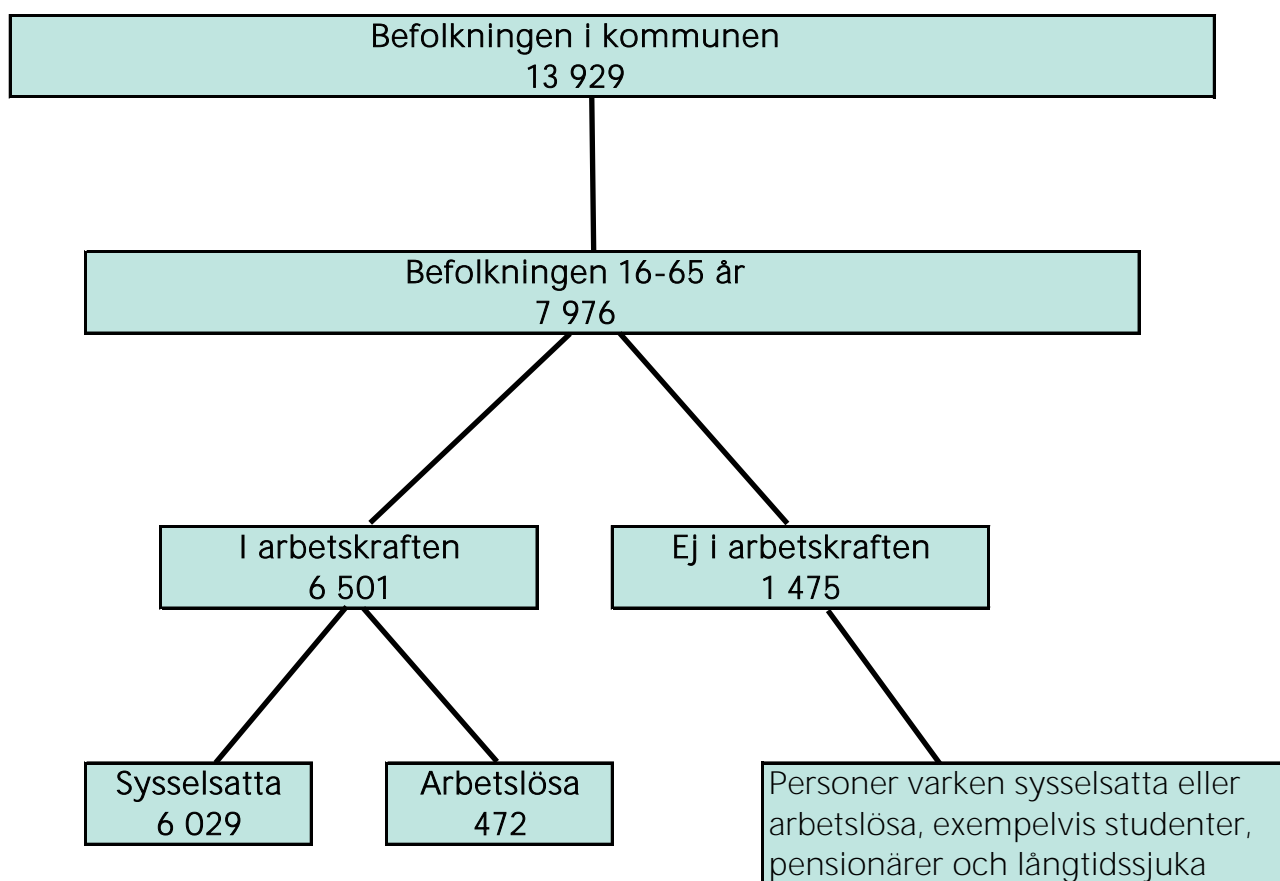 Befolkningen i kommunen
13 929
Befolkningen 16-65 år
7 976
I arbetskraften
6 501
Ej i arbetskraften
1 475
Sysselsatta
6 029
Arbetslösa
472
Personer varken sysselsatta eller
arbetslösa, exempelvis studenter,
pensionärer och långtidssjuka